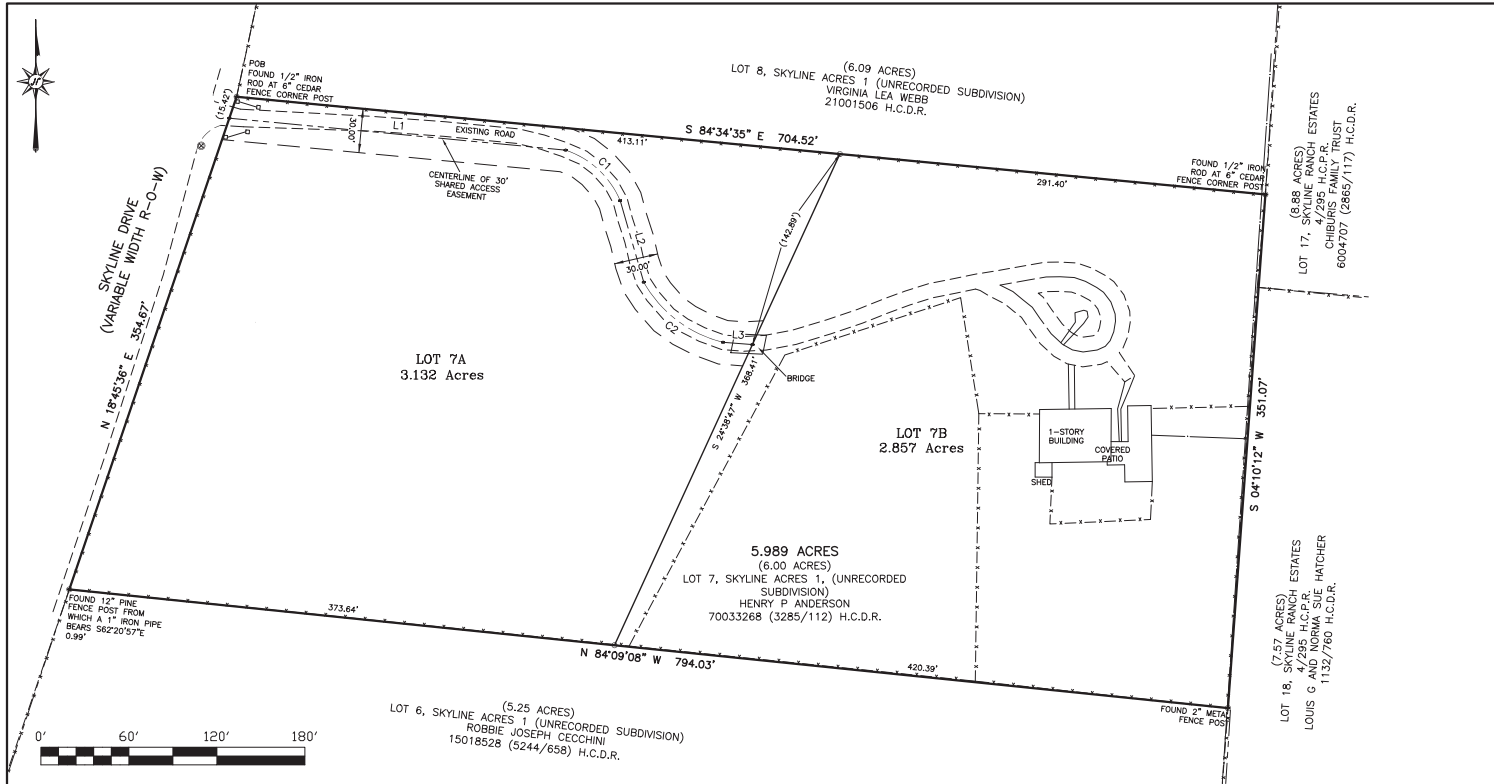 N
POB
FOUND 1/2" IRON
ROD AT 6" CEDAR
FENCE CORNER POST
(15.42')
30.00'
L1
EXISTING ROAD
CENTERLINE OF 30'
SHARED ACCESS
EASEMENT
413.11'
S 84°34'35" E 704.52'
(6.09 ACRES)
LOT 8, SKYLINE ACRES 1 (UNRECORDED SUBDIVISION)
VIRGINIA LEA WEBB
21001506 H.C.D.R.
291.40'
FOUND 1/2" IRON
ROD AT 6" CEDAR
FENCE CORNER POST
(8.88 ACRES)
LOT 17, SKYLINE RANCH ESTATES
4/295 H.C.P.R.
CHIBURIS FAMILY TRUST
6004707 (2865/117) H.C.D.R.
C1
L2
30.00'
C2
L3
(142.89')
SKYLINE DRIVE
(VARIABLE WIDTH R-O-W)
N 18°45'36" E 354.67'
LOT 7A
3.132 Acres
S 24°38'47" W 368.41'
BRIDGE
LOT 7B
2.857 Acres
1-STORY
BUILDING
COVERED
PATIO
SHED
S 04°10'12" W 351.07'
5.989 ACRES
(6.00 ACRES)
LOT 7, SKYLINE ACRES 1, (UNRECORDED
SUBDIVISION)
HENRY P ANDERSON
70033268 (3285/112) H.C.D.R.
(7.57 ACRES)
LOT 18, SKYLINE RANCH ESTATES
4/295 H.C.P.R.
LOUIS G AND NORMA SUE HATCHER
1132/760 H.C.D.R.
FOUND 12" PINE
FENCE POST FROM
WHICH A 1" IRON PIPE
BEARS S62°20'57"E
0.99'
373.64'
N 84°09'08" W 794.03'
420.39'
FOUND 2" METAL
FENCE POST
(5.25 ACRES)
LOT 6, SKYLINE ACRES 1 (UNRECORDED SUBDIVISION)
ROBBIE JOSEPH CECCHINI
15018528 (5244/658) H.C.D.R.
0' 60' 120' 180'